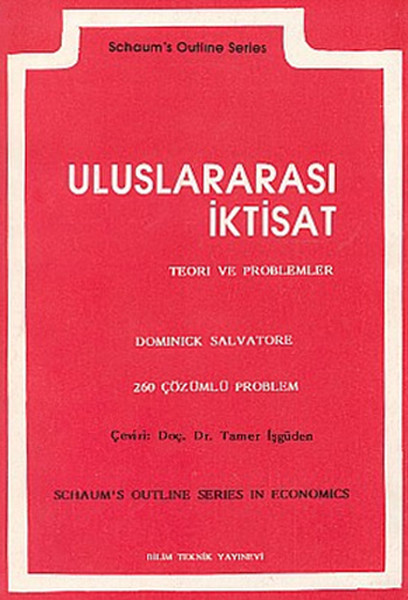 Schaum's Outline Series
ULUSLARARASI
İKTİSAT
TEORI VE PROBLEMLER
DOMINICK SALVATORE
260 ÇÖZÜMLÜ PROBLEM
Çeviri: Doç. Dr. Tamer İşgüden
SCHAUM'S OUTLINE SERIES IN ECONOMICS
BILIM TEKNIK YAYINEVI